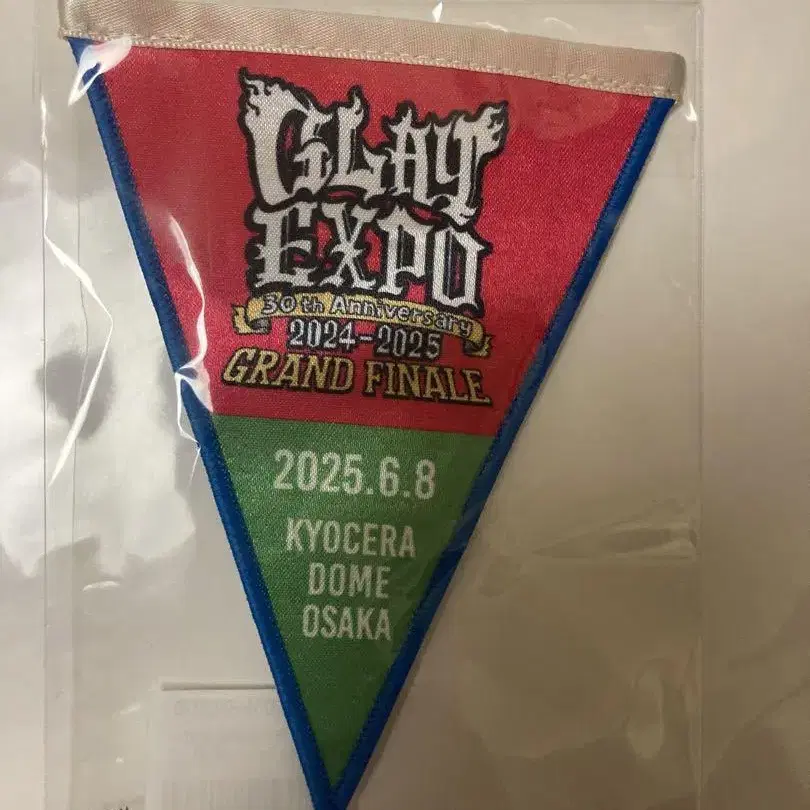 GLAY
EXPO
30th Anniversary
2024-2025
GRAND FINALE
2025.6.8
KYOCERA
DOME
OSAKA